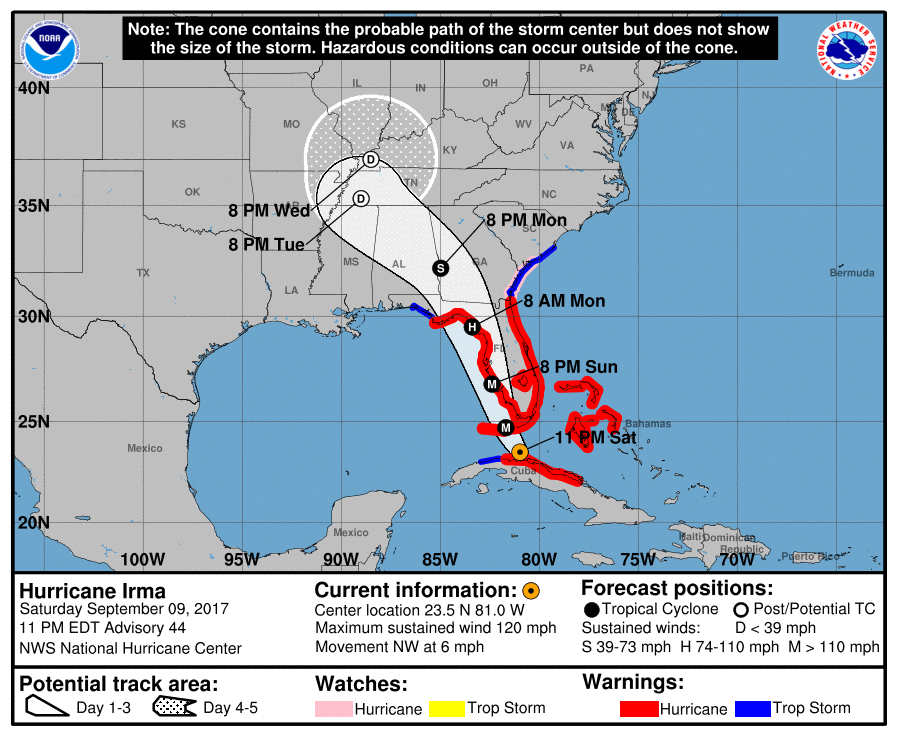 Note: The cone contains the probable path of the storm center but does not show
the size of the storm. Hazardous conditions can occur outside of the cone.
NOAA
NATIONAL WEATHER SERVICE
40N
35N
30N
25N
20N
100W
95W
90W
85W
80W
75W
70W
PA
NJ
OH
IN
IL
DE
KS
MO
WV
VA
KY
OK
TN
NC
SC
TX
MS
AL
GA
LA
FL
Bermuda
Mexico
Bahamas
Cuba
Mexico
Haiti
Dominican
Republic
Puerto Rico
D
D
S
H
M
M
8 PM Wed
8 PM Tue
8 PM Mon
8 AM Mon
8 PM Sun
11 PM Sat
Hurricane Irma
Saturday September 09, 2017
11 PM EDT Advisory 44
NWS National Hurricane Center
Current information:
Center location 23.5 N 81.0 W
Maximum sustained wind 120 mph
Movement NW at 6 mph
Forecast positions:
Tropical Cyclone Post/Potential TC
Sustained winds: D < 39 mph
S 39-73 mph H 74-110 mph M > 110 mph
Potential track area:
Day 1-3 Day 4-5
Watches:
Hurricane Trop Storm
Warnings:
Hurricane Trop Storm